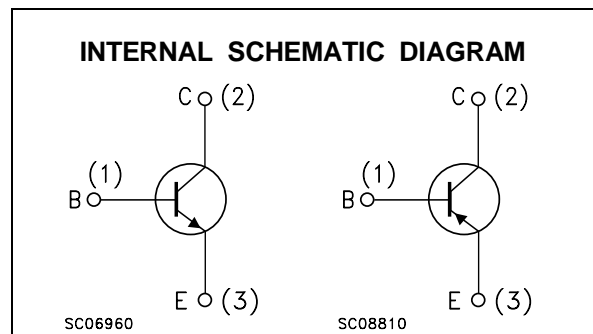 INTERNAL SCHEMATIC DIAGRAM
C (2)
C (2)
(1)
B
(1)
B
E (3)
E (3)
SC06960
SC08810